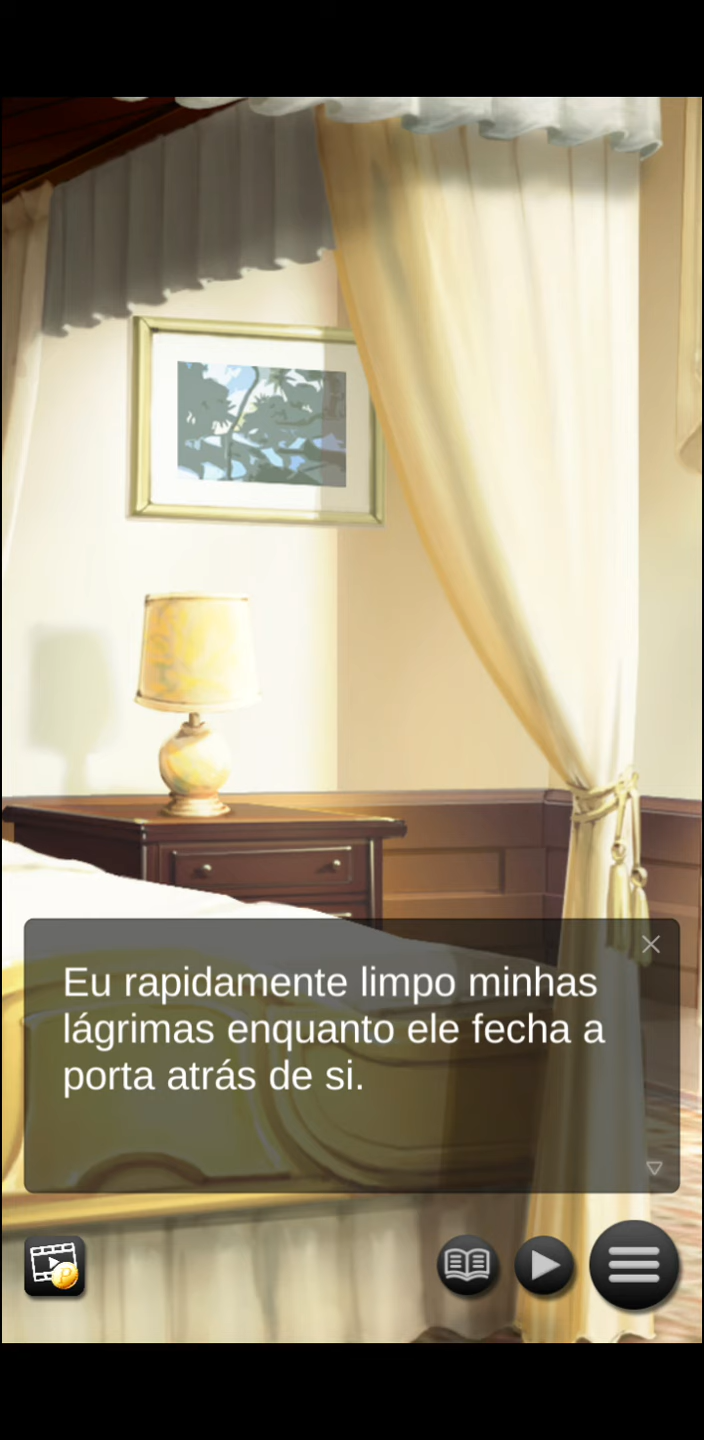 Eu rapidamente limpo minhas
lágrimas enquanto ele fecha a
porta atrás de si.